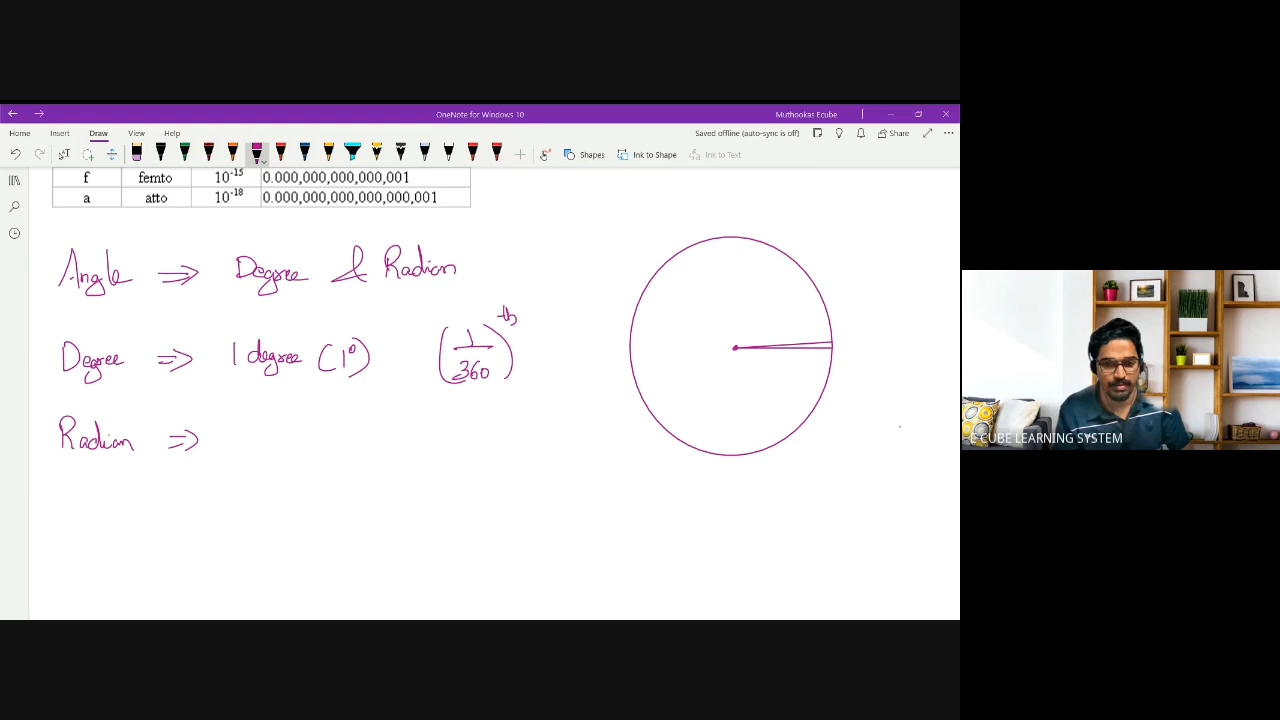 OneNote for Windows 10
Muthookas Ecube
Home Insert Draw View Help
Saved offline (auto-sync is off)
Share
Shapes
Ink to Shape
Ink to Text
f femto 10-15 0.000,000,000,000,001
a atto 10-18 0.000,000,000,000,000,001
Angle ⇒ Degree & Radian
Degree ⇒ 1 degree (1°) (1/360)th
Radian ⇒
E CUBE LEARNING SYSTEM